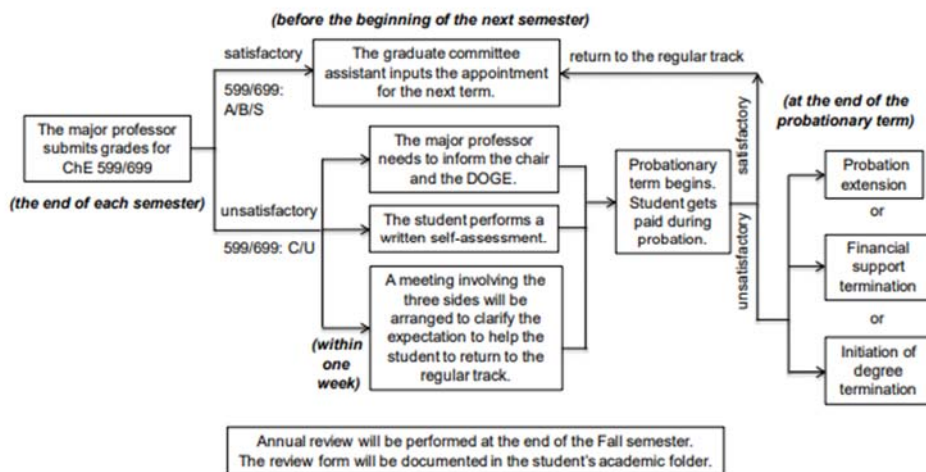 (before the beginning of the next semester)
satisfactory
599/699:
A/B/S
The graduate committee
assistant inputs the appointment
for the next term.
return to the regular track
The major professor
submits grades for
ChE 599/699
(the end of each semester)
unsatisfactory
599/699: C/U
The major professor
needs to inform the chair
and the DOGE.
The student performs a
written self-assessment.
A meeting involving the
three sides will be
arranged to clarify the
expectation to help the
student to return to the
regular track.
(within
one
week)
Probationary
term begins.
Student gets
paid during
probation.
satisfactory
unsatisfactory
(at the end of the
probationary term)
Probation
extension
or
Financial
support
termination
or
Initiation of
degree
termination
Annual review will be performed at the end of the Fall semester.
The review form will be documented in the student's academic folder.